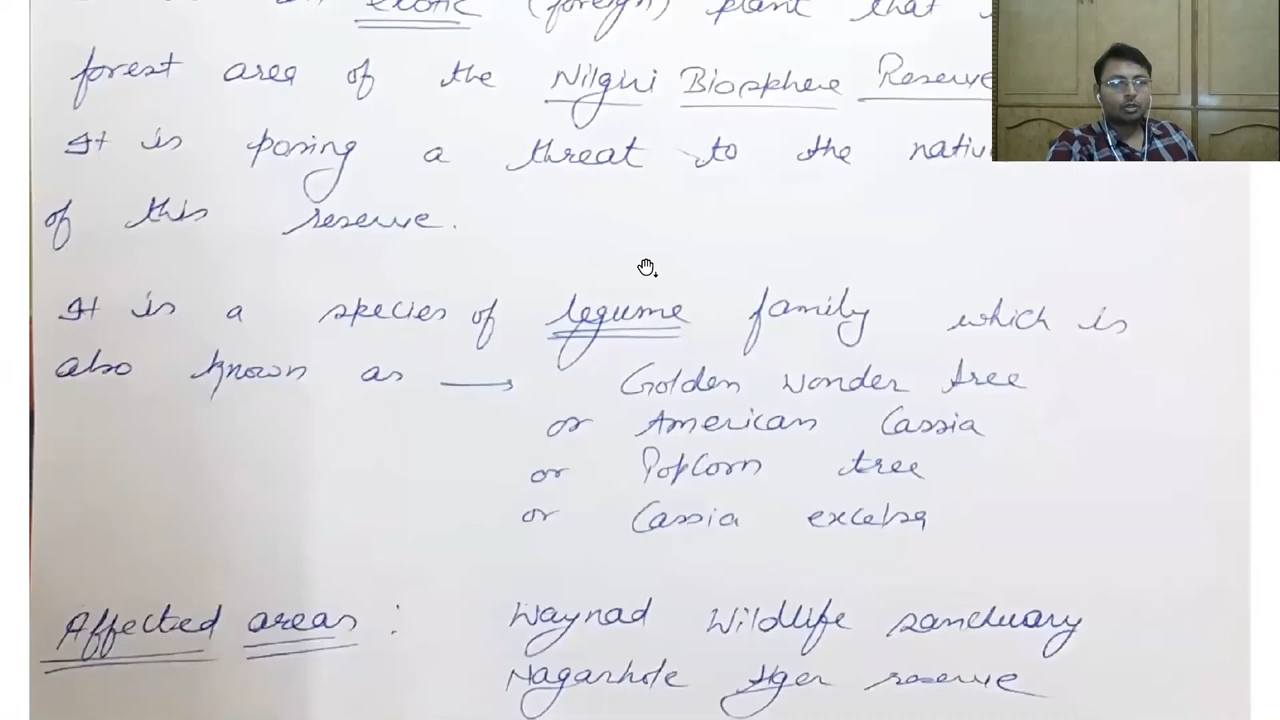 exotic (foreign) plant that
forest area of the Nilgiri Biosphere Reserve
It is posing a threat to the
of this reserve.
It is a species of legume family which is
also known as → Golden wonder tree
or American Cassia
or Popcorn tree
or Cassia excelsa
Affected areas : Waynad Wildlife sanctuary
Nagarhole tiger reserve